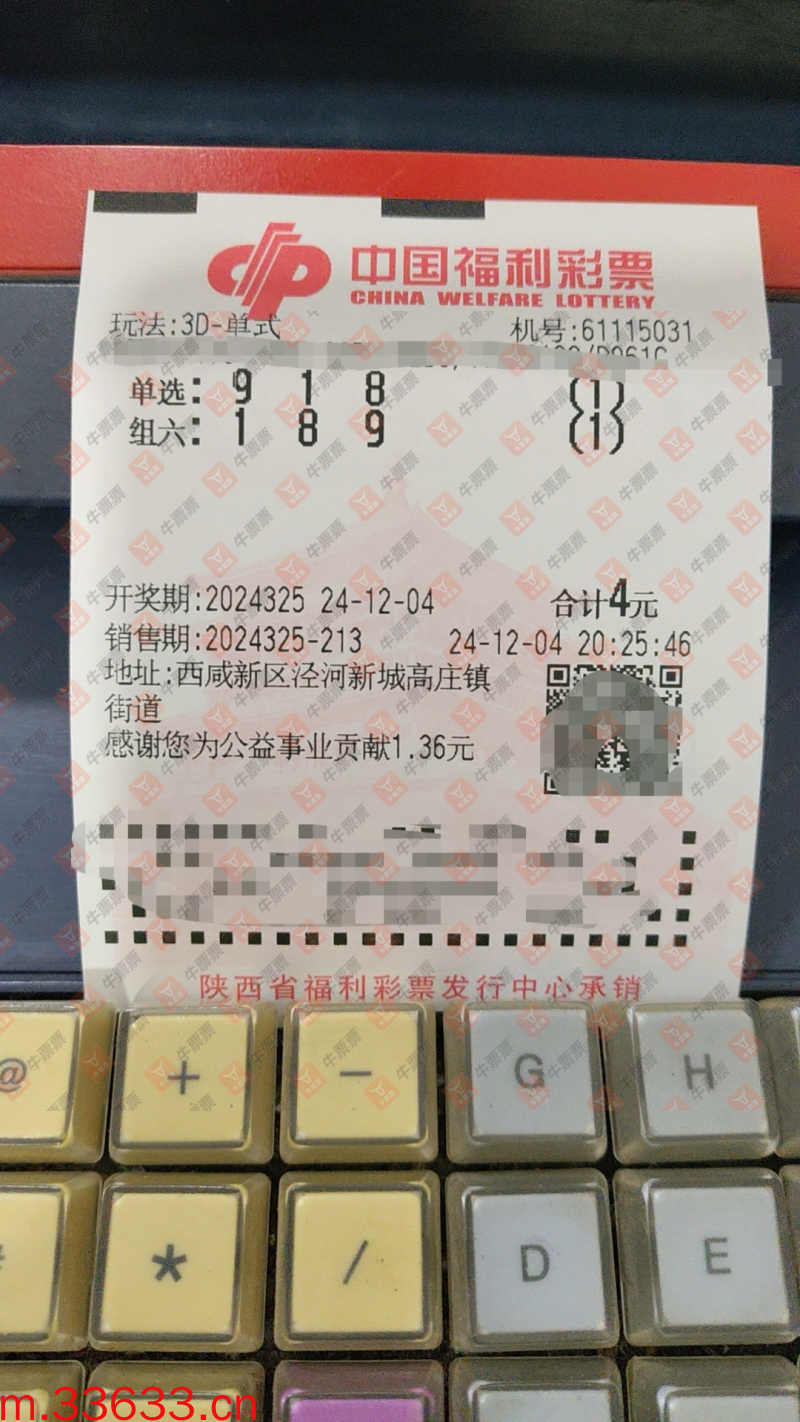 中国福利彩票
CHINA WELFARE LOTTERY
玩法:3D-单式 机号:61115031
单选: 9 1 8 (1)
组六: 1 8 9 (1)
开奖期:2024325 24-12-04 合计4元
销售期:2024325-213 24-12-04 20:25:46
地址:西咸新区泾河新城高庄镇
街道
感谢您为公益事业贡献1.36元
陕西省福利彩票发行中心承销
牛票票
@ + - G H
* / D E
m.33633.cn